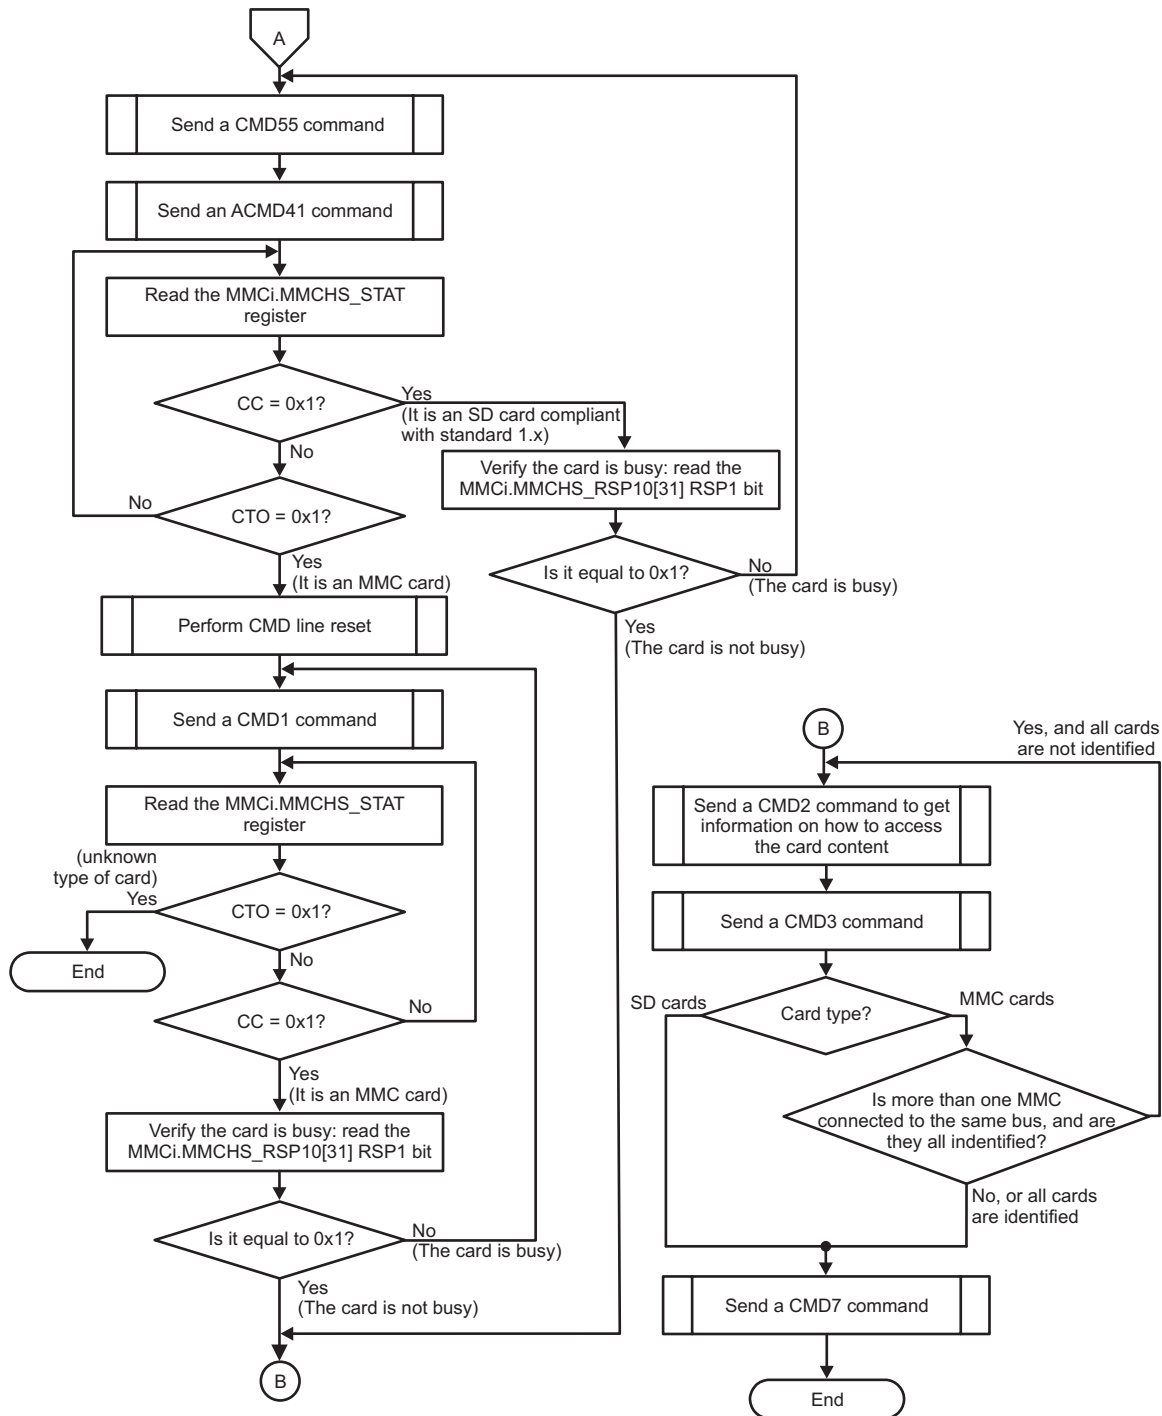 A
Send a CMD55 command
Send an ACMD41 command
Read the MMCi.MMCHS_STAT
register
CC = 0x1?
Yes
(It is an SD card compliant
with standard 1.x)
No
Verify the card is busy: read the
MMCi.MMCHS_RSP10[31] RSP1 bit
No
CTO = 0x1?
Yes
(It is an MMC card)
Is it equal to 0x1?
No
(The card is busy)
Yes
(The card is not busy)
Perform CMD line reset
Send a CMD1 command
Read the MMCi.MMCHS_STAT
register
(unknown
type of card)
Yes
CTO = 0x1?
End
No
CC = 0x1?
No
Yes
(It is an MMC card)
Verify the card is busy: read the
MMCi.MMCHS_RSP10[31] RSP1 bit
Is it equal to 0x1?
No
(The card is busy)
Yes
(The card is not busy)
B
B
Yes, and all cards
are not identified
Send a CMD2 command to get
information on how to access
the card content
Send a CMD3 command
SD cards
Card type?
MMC cards
Is more than one MMC
connected to the same bus, and are
they all indentified?
No, or all cards
are identified
Send a CMD7 command
End